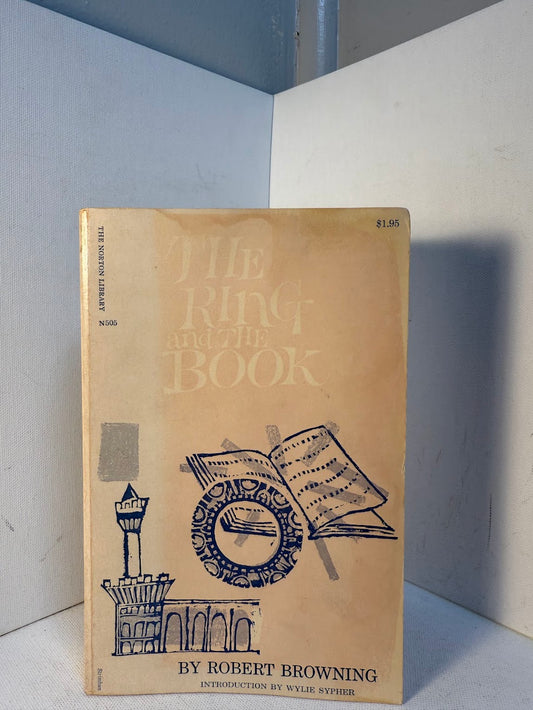 THE NORTON LIBRARY
N505
$1.95
THE
RING
and THE
BOOK
BY ROBERT BROWNING
INTRODUCTION BY WYLIE SYPHER